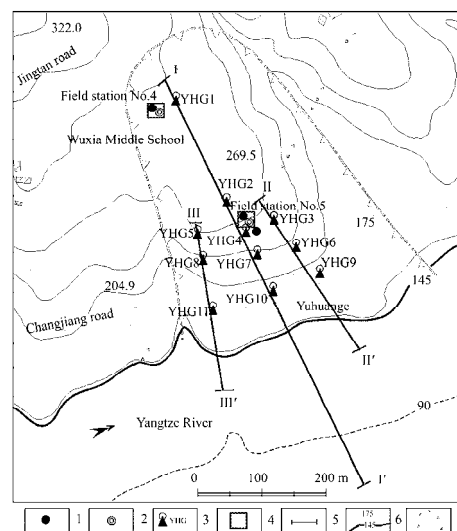 322.0
Jingtan road
I
YHG1
Field station No.4
Wuxia Middle School
269.5
YHG2
II
Field station No.5
III
YHG3
175
YHG5
YHG4
YHG6
YHG8
YHG7
YHG9
145
204.9
YHG10
Changjiang road
YHG11
Yuhuange
II'
III'
90
Yangtze River
0 100 200 m
I'
1 2 YHG 3 4 5 175 145 6